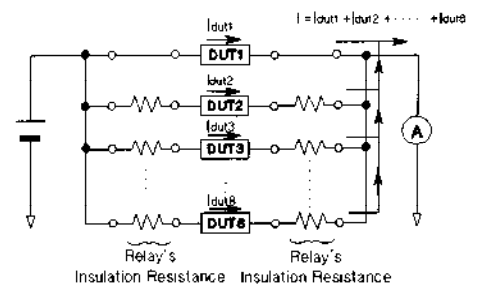 Idut1
I = Idut1 + Idut2 + · · · · · + Idut8
DUT1
Idut2
DUT2
Idut3
DUT3
A
Idut8
DUT8
Relay's
Relay's
Insulation Resistance
Insulation Resistance